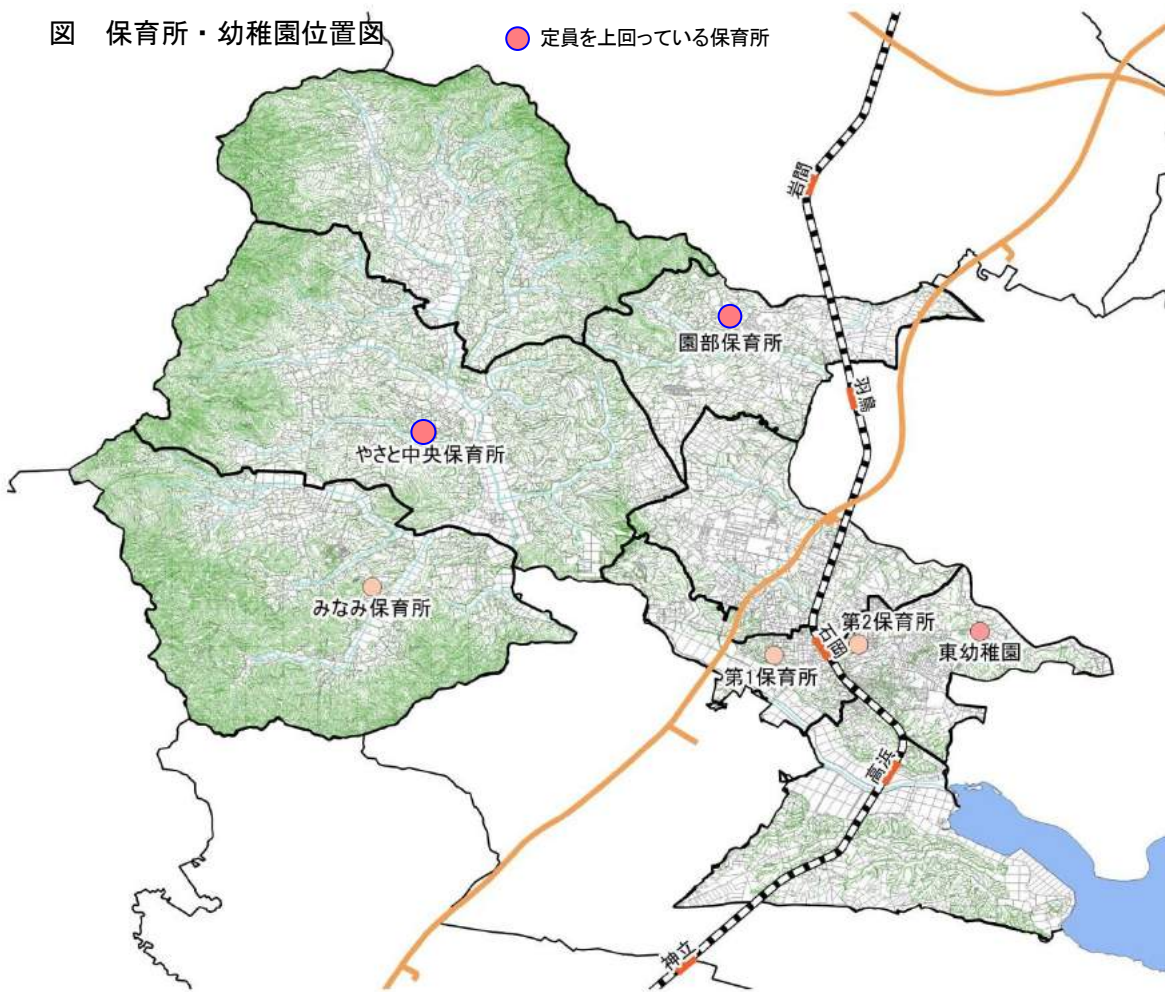 図 保育所・幼稚園位置図
定員を上回っている保育所
岩間
園部保育所
羽鳥
やさと中央保育所
みなみ保育所
石岡
第2保育所
東幼稚園
第1保育所
高浜
神立